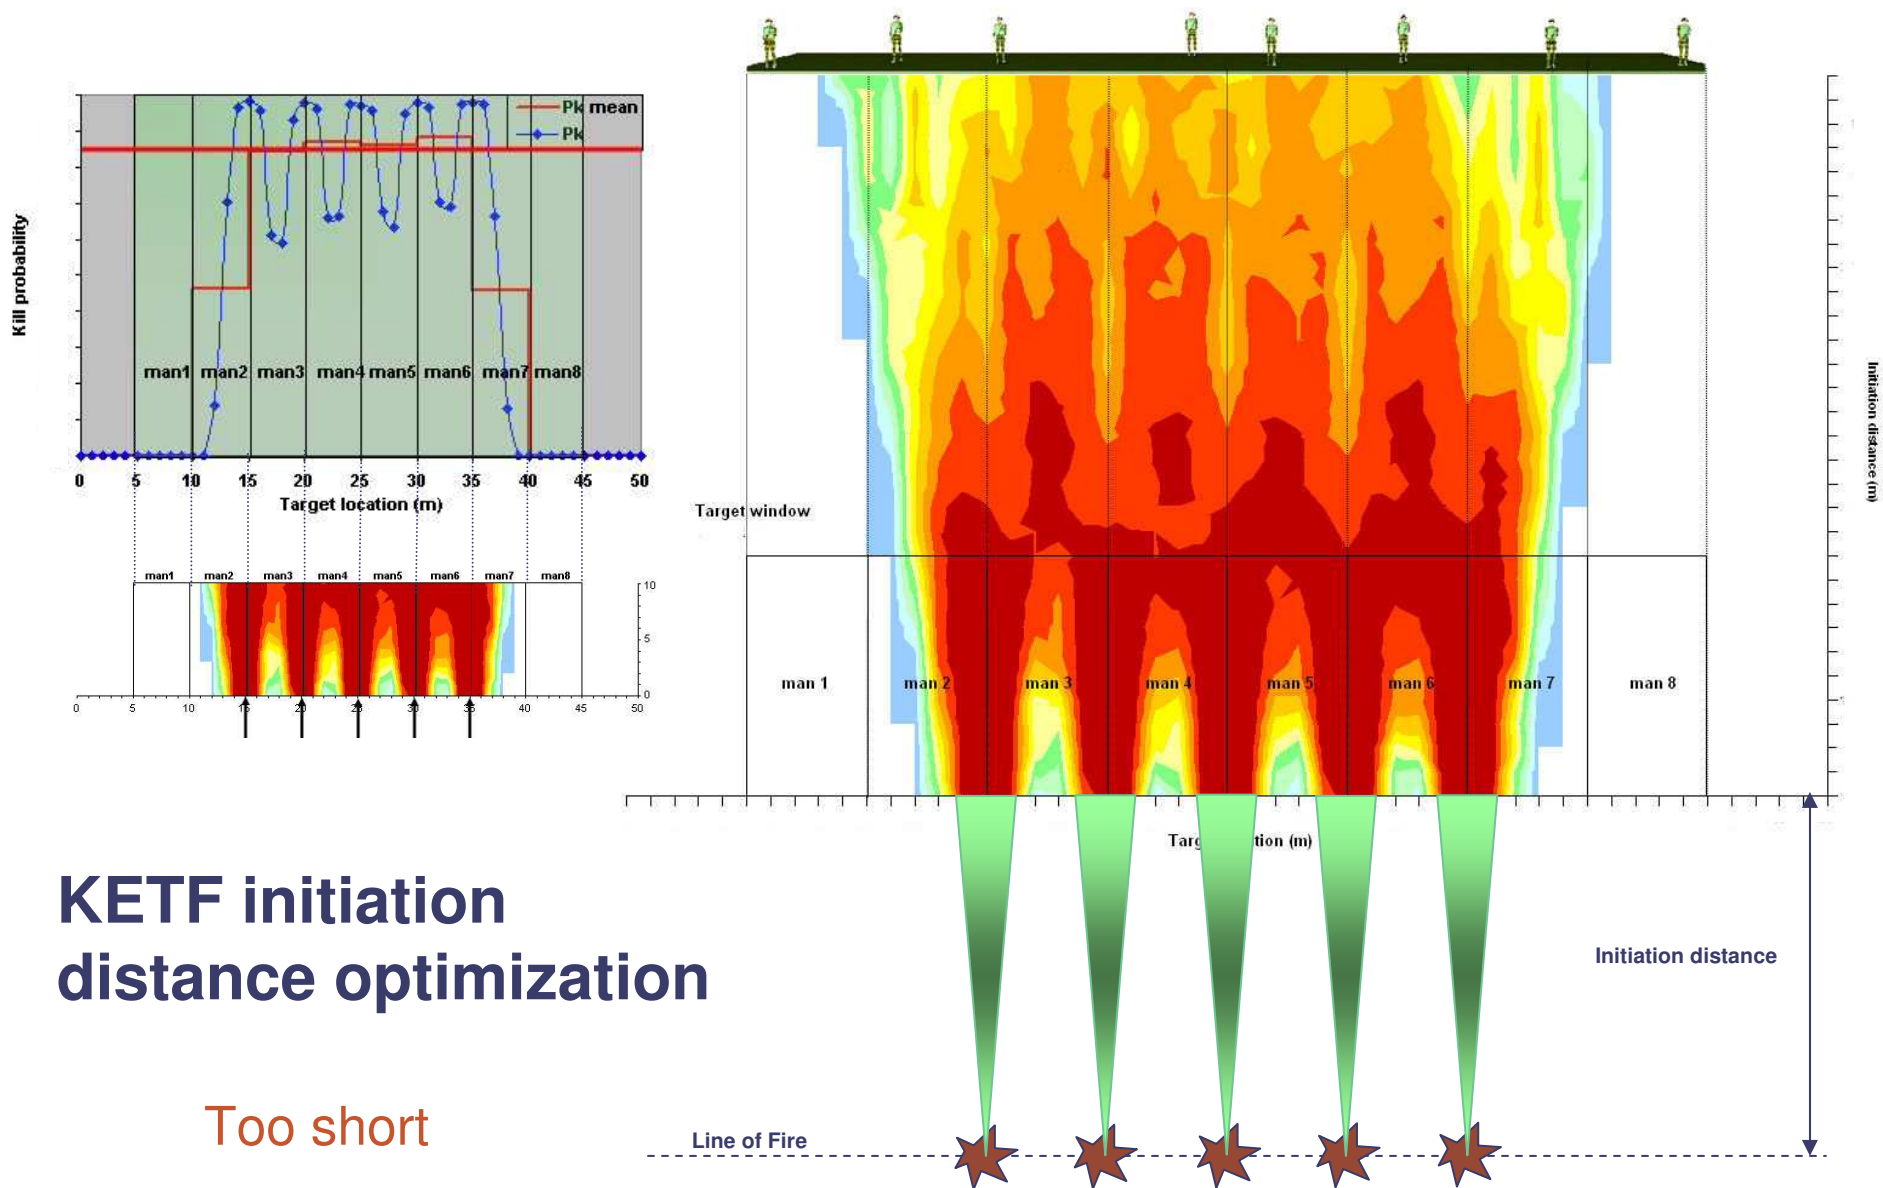 Pk mean
Pk
Kill probability
man1 man2 man3 man4 man5 man6 man7 man8
0 5 10 15 20 25 30 35 40 45 50
Target location (m)
man1 man2 man3 man4 man5 man6 man7 man8
10
5
0
0 5 10 15 20 25 30 35 40 45 50
Target window
man 1 man 2 man 3 man 4 man 5 man 6 man 7 man 8
Initiation distance (m)
(m)
KETF initiation
distance optimization
Initiation distance
Too short
Line of Fire